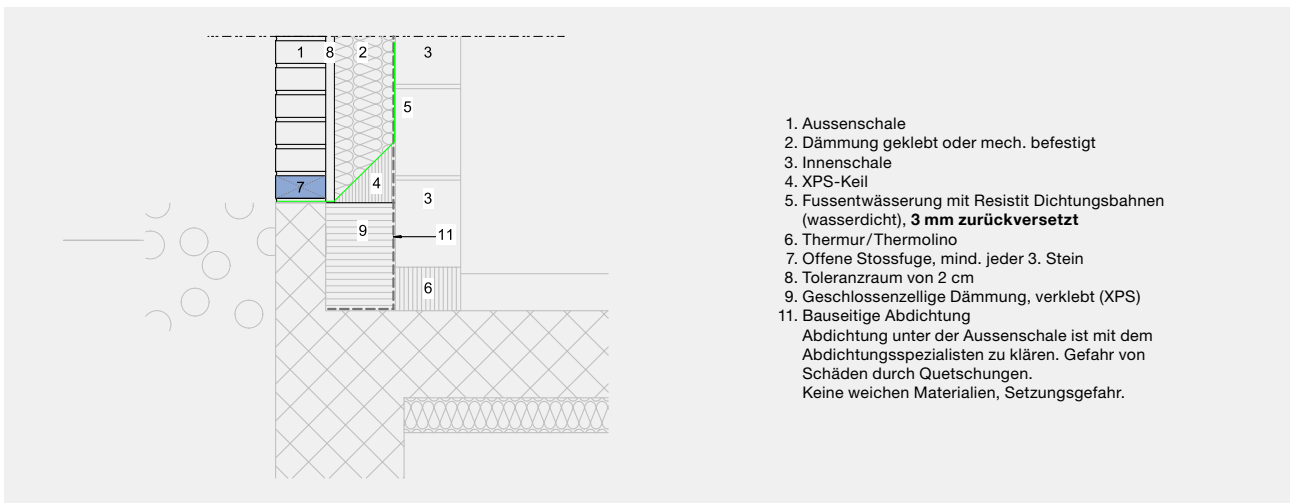 1 8 2 3
5
7 4 3
9 11
6
1. Aussenschale
2. Dämmung geklebt oder mech. befestigt
3. Innenschale
4. XPS-Keil
5. Fussentwässerung mit Resistit Dichtungsbahnen
(wasserdicht), 3 mm zurückversetzt
6. Thermur/Thermolino
7. Offene Stossfuge, mind. jeder 3. Stein
8. Toleranzraum von 2 cm
9. Geschlossenzellige Dämmung, verklebt (XPS)
11. Bauseitige Abdichtung
Abdichtung unter der Aussenschale ist mit dem
Abdichtungsspezialisten zu klären. Gefahr von
Schäden durch Quetschungen.
Keine weichen Materialien, Setzungsgefahr.